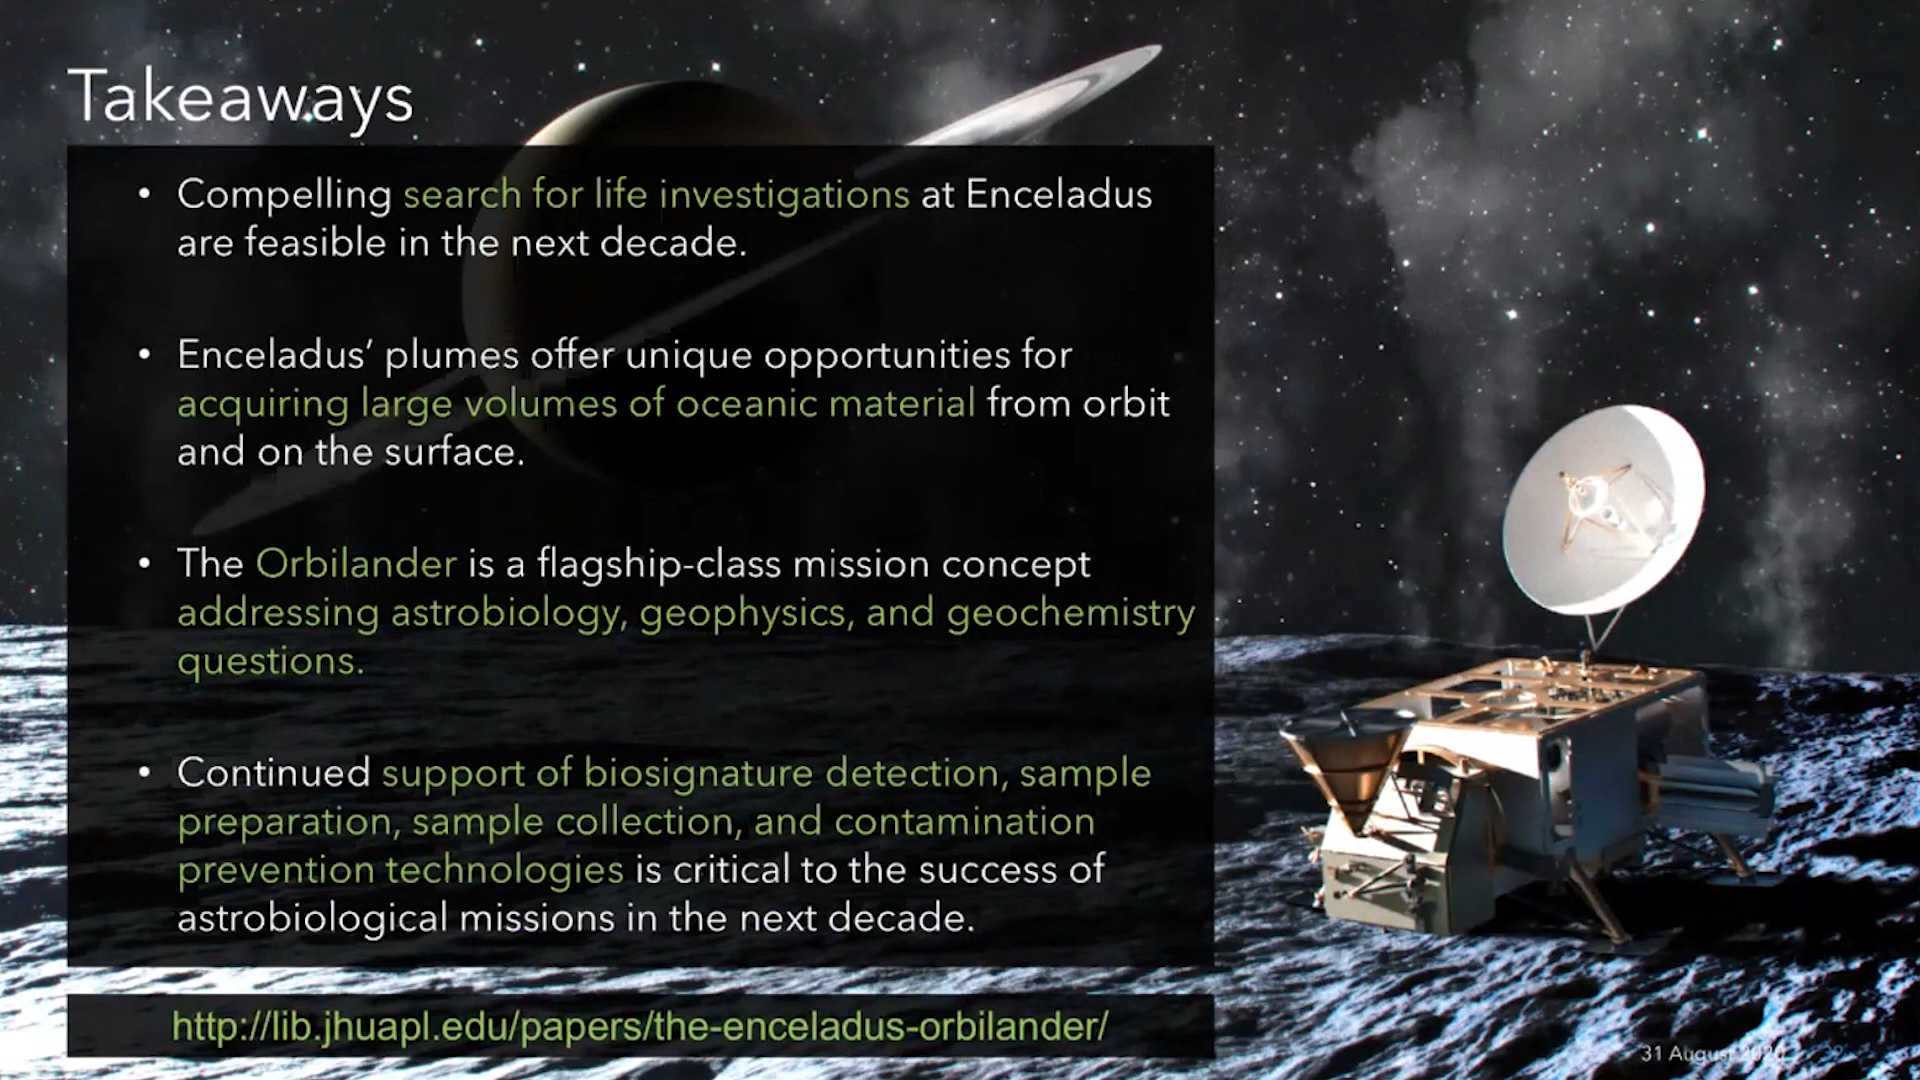 Takeaways
• Compelling search for life investigations at Enceladus
are feasible in the next decade.
• Enceladus’ plumes offer unique opportunities for
acquiring large volumes of oceanic material from orbit
and on the surface.
• The Orbilander is a flagship-class mission concept
addressing astrobiology, geophysics, and geochemistry
questions.
• Continued support of biosignature detection, sample
preparation, sample collection, and contamination
prevention technologies is critical to the success of
astrobiological missions in the next decade.
http://lib.jhuapl.edu/papers/the-enceladus-orbilander/
31 August 2020